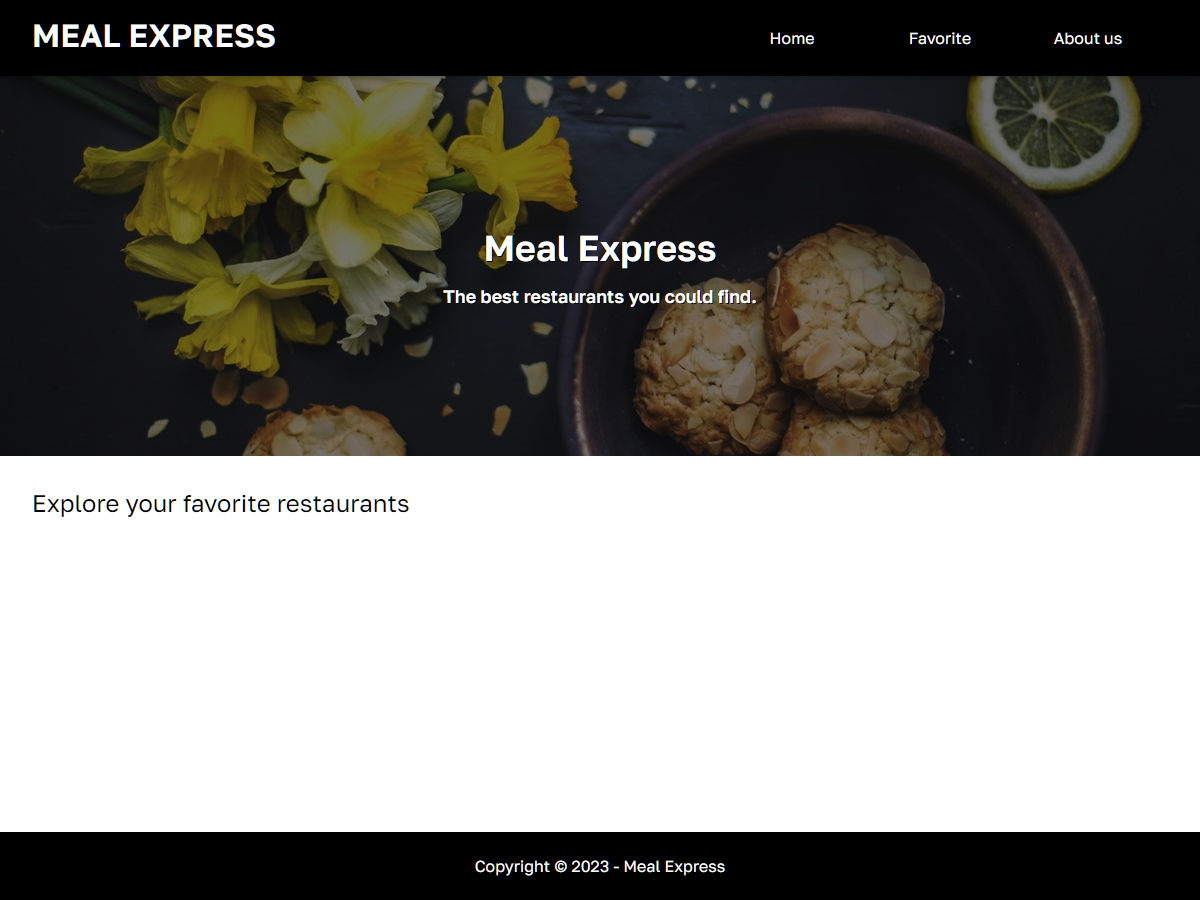 MEAL EXPRESS
Home Favorite About us
Meal Express
The best restaurants you could find.
Explore your favorite restaurants
Copyright © 2023 - Meal Express